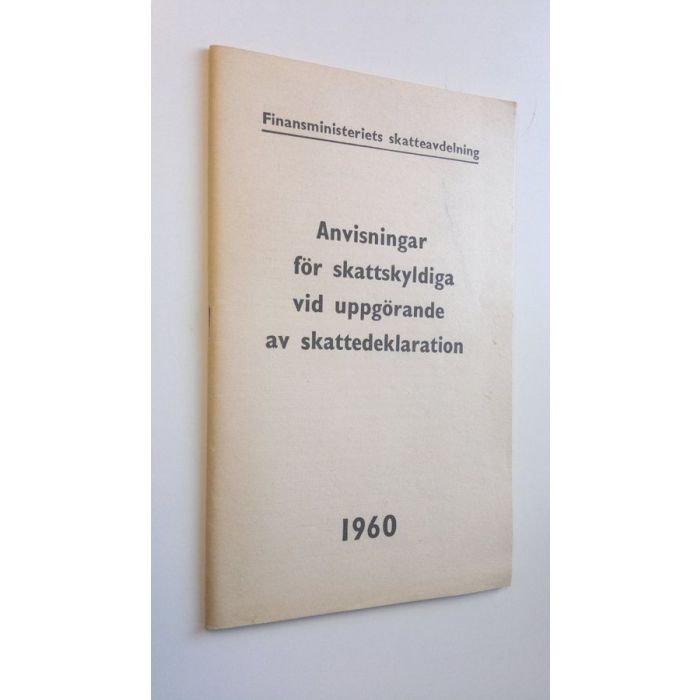 Finansministeriets skatteavdelning
Anvisningar
för skattskyldiga
vid uppgörande
av skattedeklaration
1960